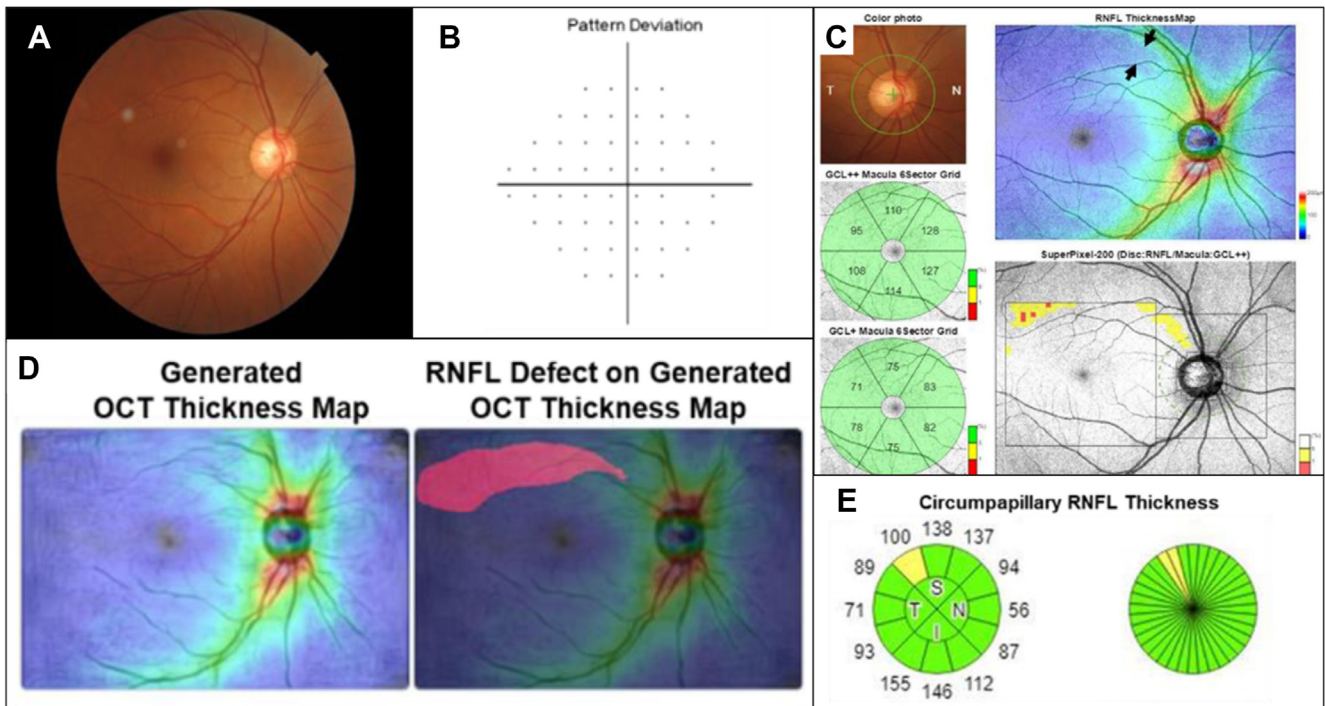 A
B
Pattern Deviation
C
Color photo
T
N
RNFL ThicknessMap
GCL++ Macula 6Sector Grid
110
95
128
108
127
114
SuperPixel-200 (Disc:RNFL/Macula:GCL++)
GCL+ Macula 6Sector Grid
75
71
83
78
82
75
D
Generated
OCT Thickness Map
RNFL Defect on Generated
OCT Thickness Map
E
Circumpapillary RNFL Thickness
100
138
137
89
94
71
56
93
87
155
146
112
S
T
N
I